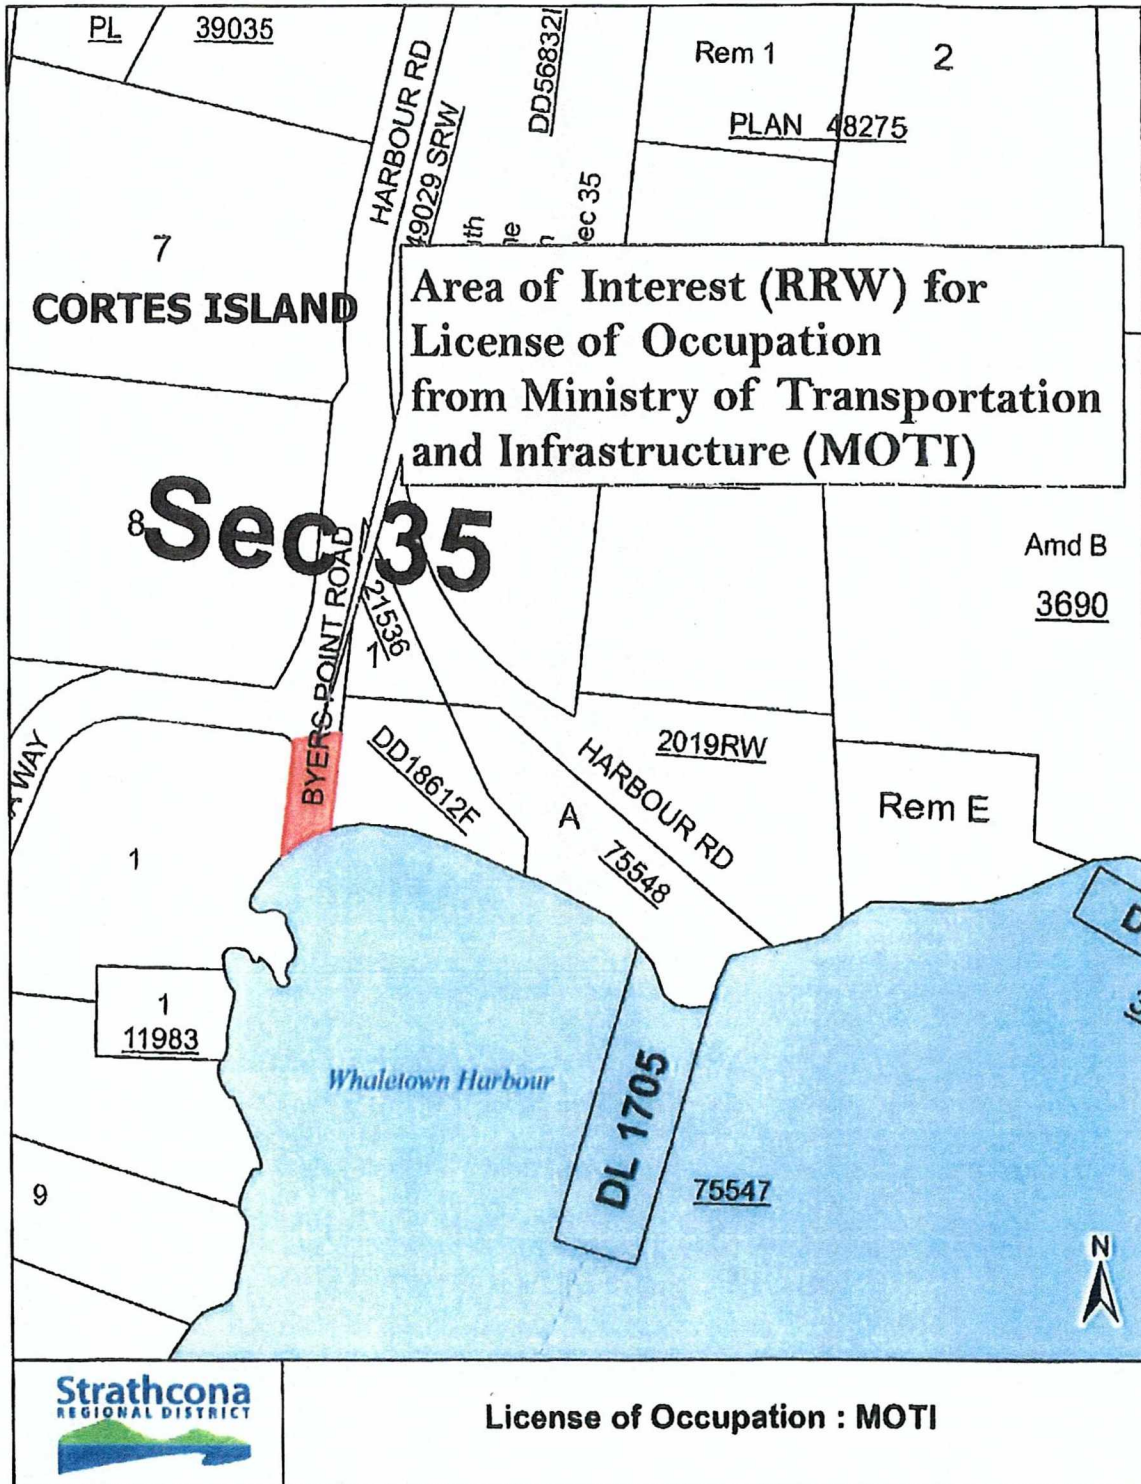 PL 39035
HARBOUR RD
49029 SRW
DD56832I
Rem 1
2
PLAN 48275
ec 35
7
CORTES ISLAND
Area of Interest (RRW) for
License of Occupation
from Ministry of Transportation
and Infrastructure (MOTI)
8
Sec 35
BYERS POINT ROAD
21536
1
Amd B
3690
WAY
DD18612F
HARBOUR RD
2019RW
A
75548
Rem E
1
1
11983
Whaletown Harbour
DL 1705
75547
9
N
Strathcona
REGIONAL DISTRICT
License of Occupation : MOTI